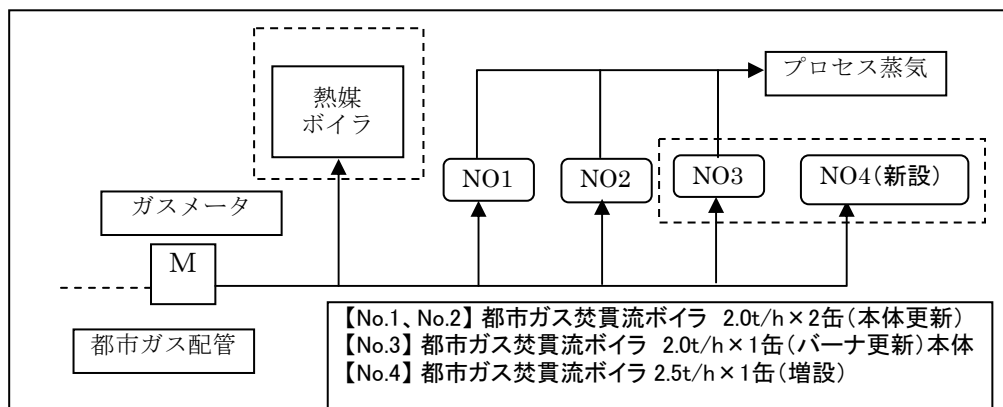 プロセス蒸気
熱媒
ボイラ
NO1
NO2
NO3
NO4(新設)
ガスメータ
M
都市ガス配管
【No.1、No.2】 都市ガス焚貫流ボイラ 2.0t/h×2缶(本体更新)
【No.3】 都市ガス焚貫流ボイラ 2.0t/h×1缶(バーナ更新)本体
【No.4】 都市ガス焚貫流ボイラ 2.5t/h×1缶(増設)